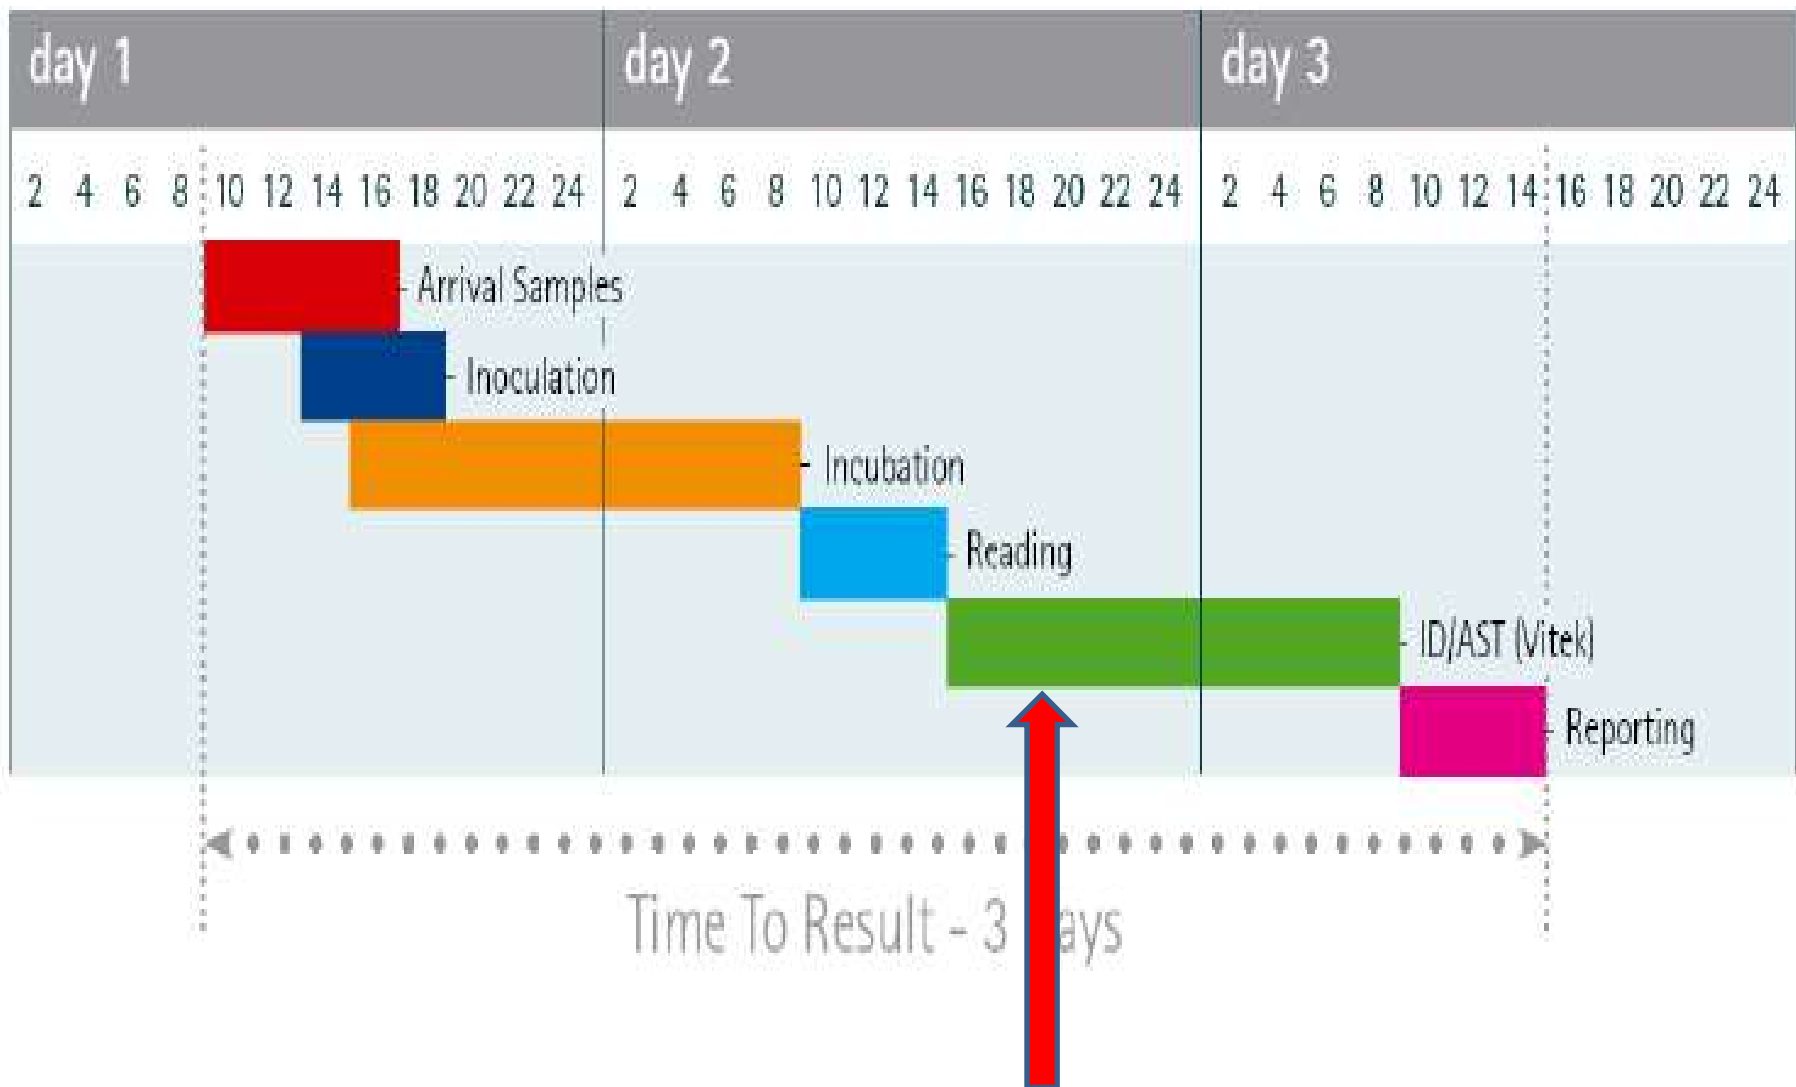 day 1 day 2 day 3
2 4 6 8 10 12 14 16 18 20 22 24 2 4 6 8 10 12 14 16 18 20 22 24 2 4 6 8 10 12 14 16 18 20 22 24
Arrival Samples
Inoculation
Incubation
Reading
ID/AST (Vitek)
Reporting
Time To Result - 3 ays